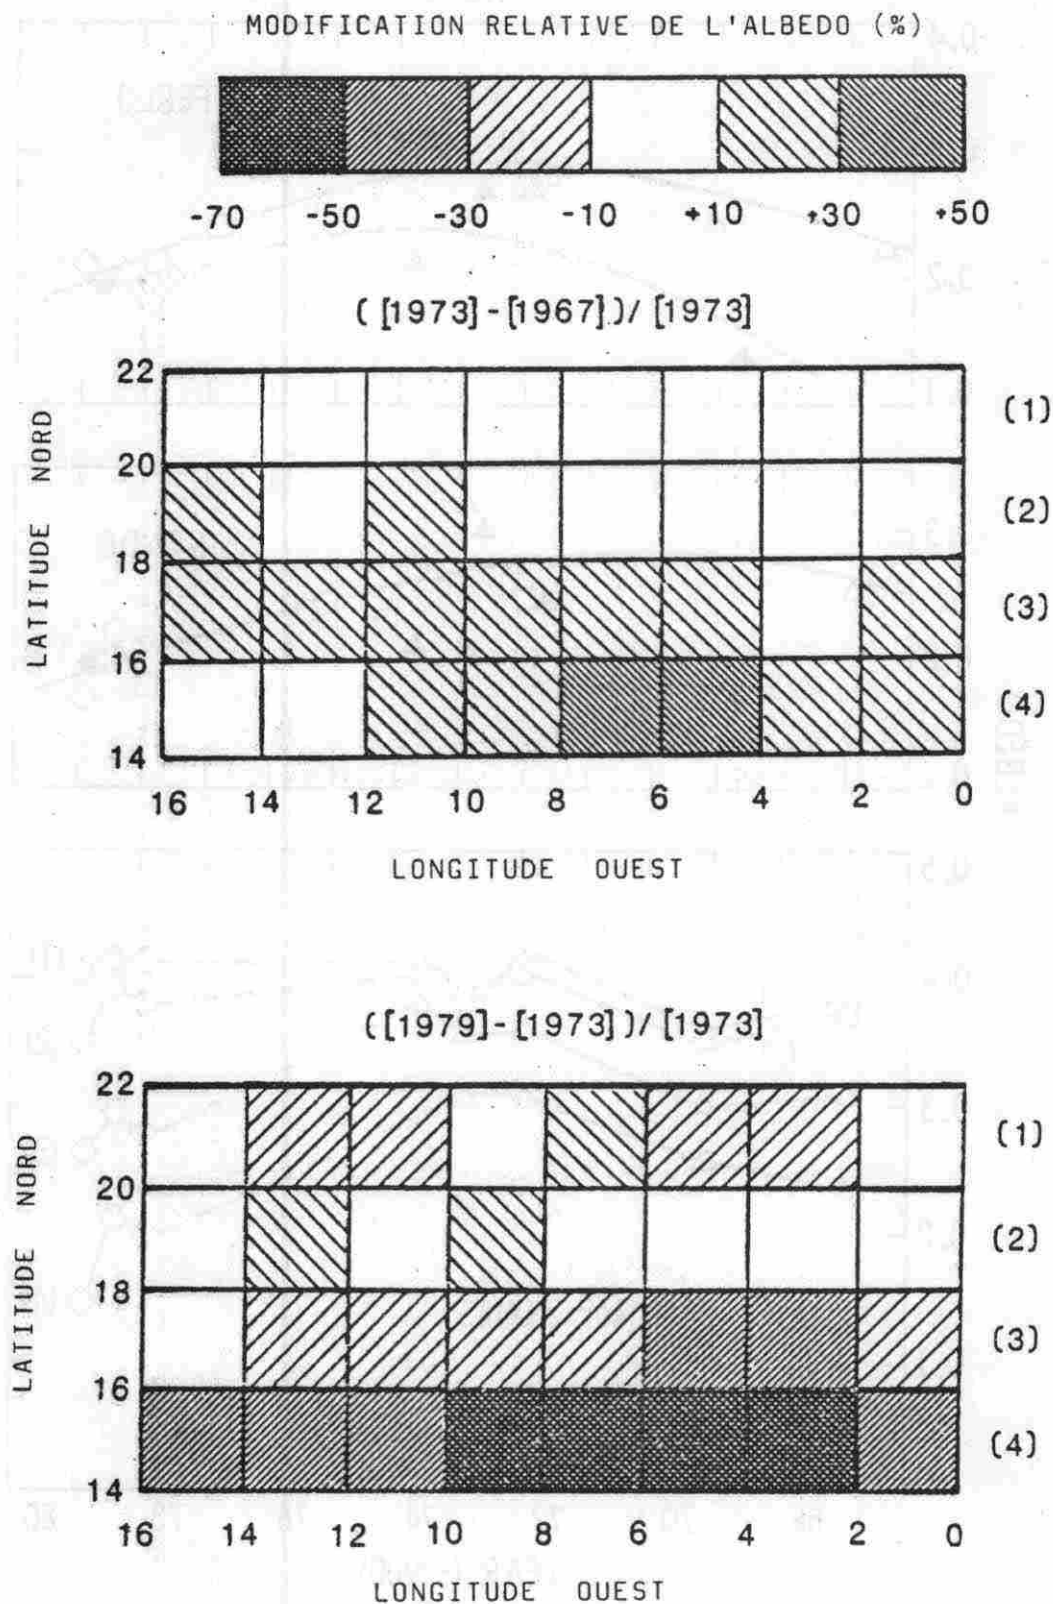 MODIFICATION RELATIVE DE L'ALBEDO (%)
-70 -50 -30 -10 +10 +30 +50
([1973]-[1967])/[1973]
22
20
18
16
14
LATITUDE NORD
(1)
(2)
(3)
(4)
16 14 12 10 8 6 4 2 0
LONGITUDE OUEST
([1979]-[1973])/[1973]
22
20
18
16
14
LATITUDE NORD
(1)
(2)
(3)
(4)
16 14 12 10 8 6 4 2 0
LONGITUDE OUEST